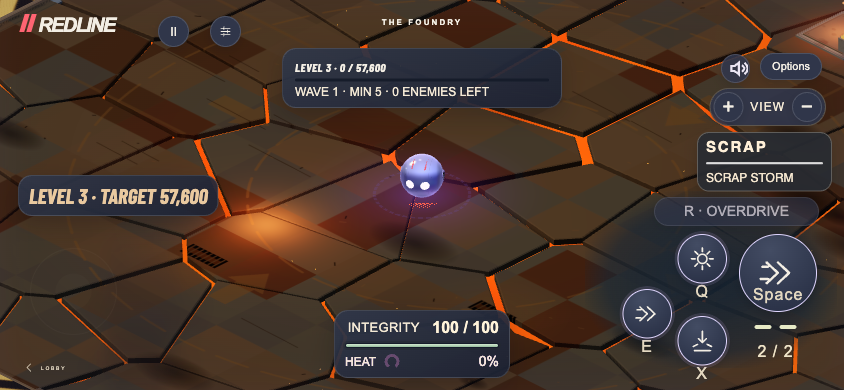 REDLINE
THE FOUNDRY
LEVEL 3 · 0 / 57,600
WAVE 1 · MIN 5 · 0 ENEMIES LEFT
Options
+ VIEW −
SCRAP
SCRAP STORM
LEVEL 3 · TARGET 57,600
R · OVERDRIVE
Q
Space
E
2 / 2
X
INTEGRITY 100 / 100
HEAT 0%
LOBBY